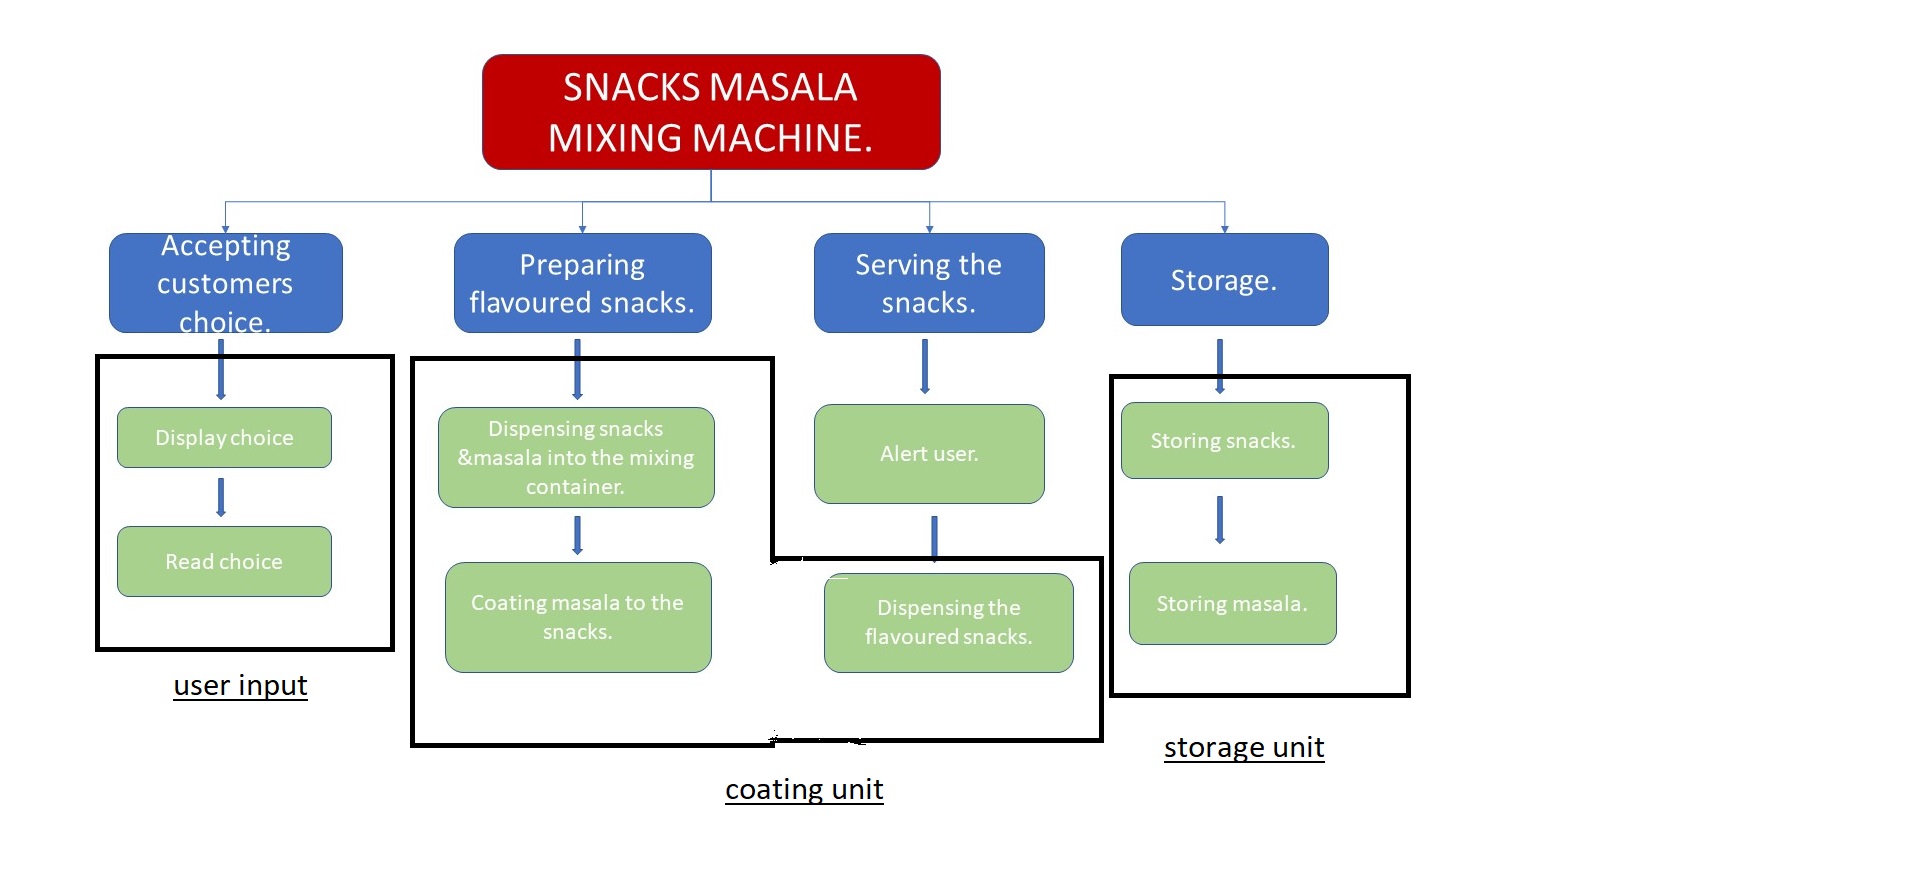 SNACKS MASALA
MIXING MACHINE.
Accepting
customers
choice.
Preparing
flavoured snacks.
Serving the
snacks.
Storage.
Display choice
Read choice
user input
Dispensing snacks
&masala into the mixing
container.
Coating masala to the
snacks.
Alert user.
Dispensing the
flavoured snacks.
coating unit
Storing snacks.
Storing masala.
storage unit